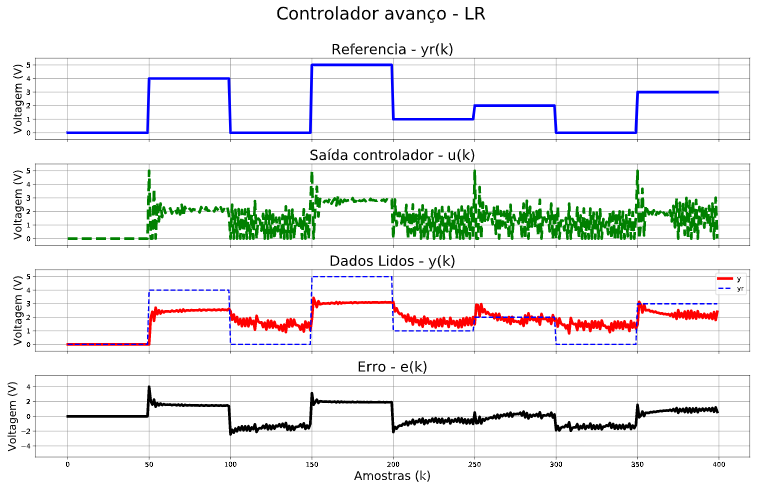 Controlador avanço - LR
Referencia - yr(k)
Voltagem (V)
5
4
3
2
1
0
Saída controlador - u(k)
Voltagem (V)
5
4
3
2
1
0
Dados Lidos - y(k)
Voltagem (V)
5
4
3
2
1
0
y
yr
Erro - e(k)
Voltagem (V)
4
2
0
−2
−4
0 50 100 150 200 250 300 350 400
Amostras (k)